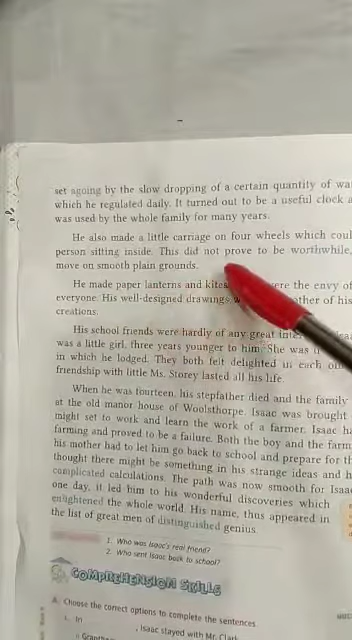 set agoing by the slow dropping of a certain quantity of
which he regulated daily. It turned out to be a useful clock
was used by the whole family for many years.
He also made a little carriage on four wheels which
person sitting inside. This did not prove to be worthwhile,
move on smooth plain grounds.
He made paper lanterns and kites ere the envy of
everyone. His well-designed drawings of his
creations.
His school friends were hardly of any great
was a little girl, three years younger to him. She was
in which he lodged. They both felt delighted in each
friendship with little Ms. Storey lasted all his life.
When he was fourteen, his stepfather died and the family
at the old manor house of Woolsthorpe. Isaac was brought
might set to work and learn the work of a farmer. Isaac
farming and proved to be a failure. Both the boy and the farm
his mother had to let him go back to school and prepare for
thought there might be something in his strange ideas and
complicated calculations. The path was now smooth for
one day, it led him to his wonderful discoveries which
enlightened the whole world. His name, thus appeared in
the list of great men of distinguished genius.
1. Who was Isaac's real friend?
2. Who sent Isaac back to school?
COMPREHENSION SKILLS
A. Choose the correct options to complete the sentences
1. In , Isaac stayed with Mr. Clark